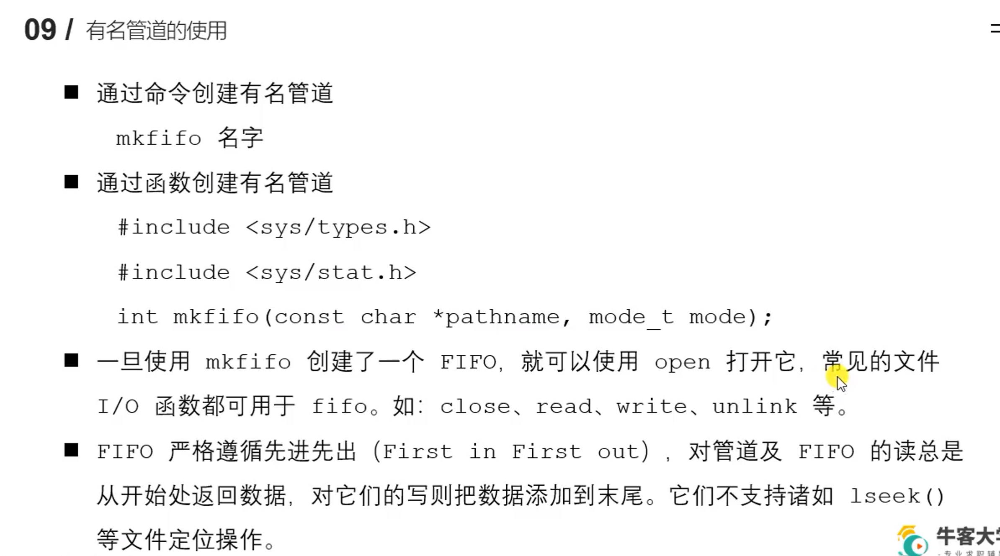 09 / 有名管道的使用
■ 通过命令创建有名管道
mkfifo 名字
■ 通过函数创建有名管道
#include <sys/types.h>
#include <sys/stat.h>
int mkfifo(const char *pathname, mode_t mode);
■ 一旦使用 mkfifo 创建了一个 FIFO，就可以使用 open 打开它，常见的文件
I/O 函数都可用于 fifo。如：close、read、write、unlink 等。
■ FIFO 严格遵循先进先出（First in First out），对管道及 FIFO 的读总是
从开始处返回数据，对它们的写则把数据添加到末尾。它们不支持诸如 lseek()
等文件定位操作。
牛客大
专业求职辅